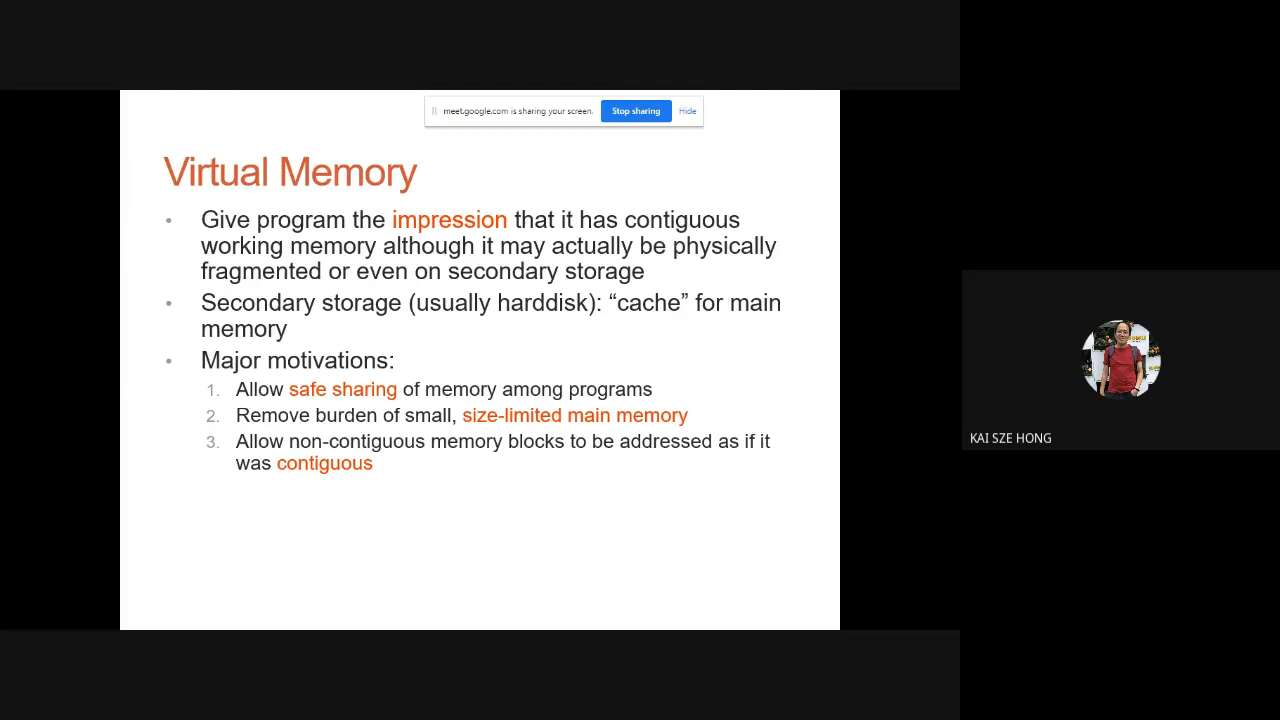 meet.google.com is sharing your screen.
Stop sharing
Hide
Virtual Memory
• Give program the impression that it has contiguous
working memory although it may actually be physically
fragmented or even on secondary storage
• Secondary storage (usually harddisk): “cache” for main
memory
• Major motivations:
1. Allow safe sharing of memory among programs
2. Remove burden of small, size-limited main memory
3. Allow non-contiguous memory blocks to be addressed as if it
was contiguous
KAI SZE HONG